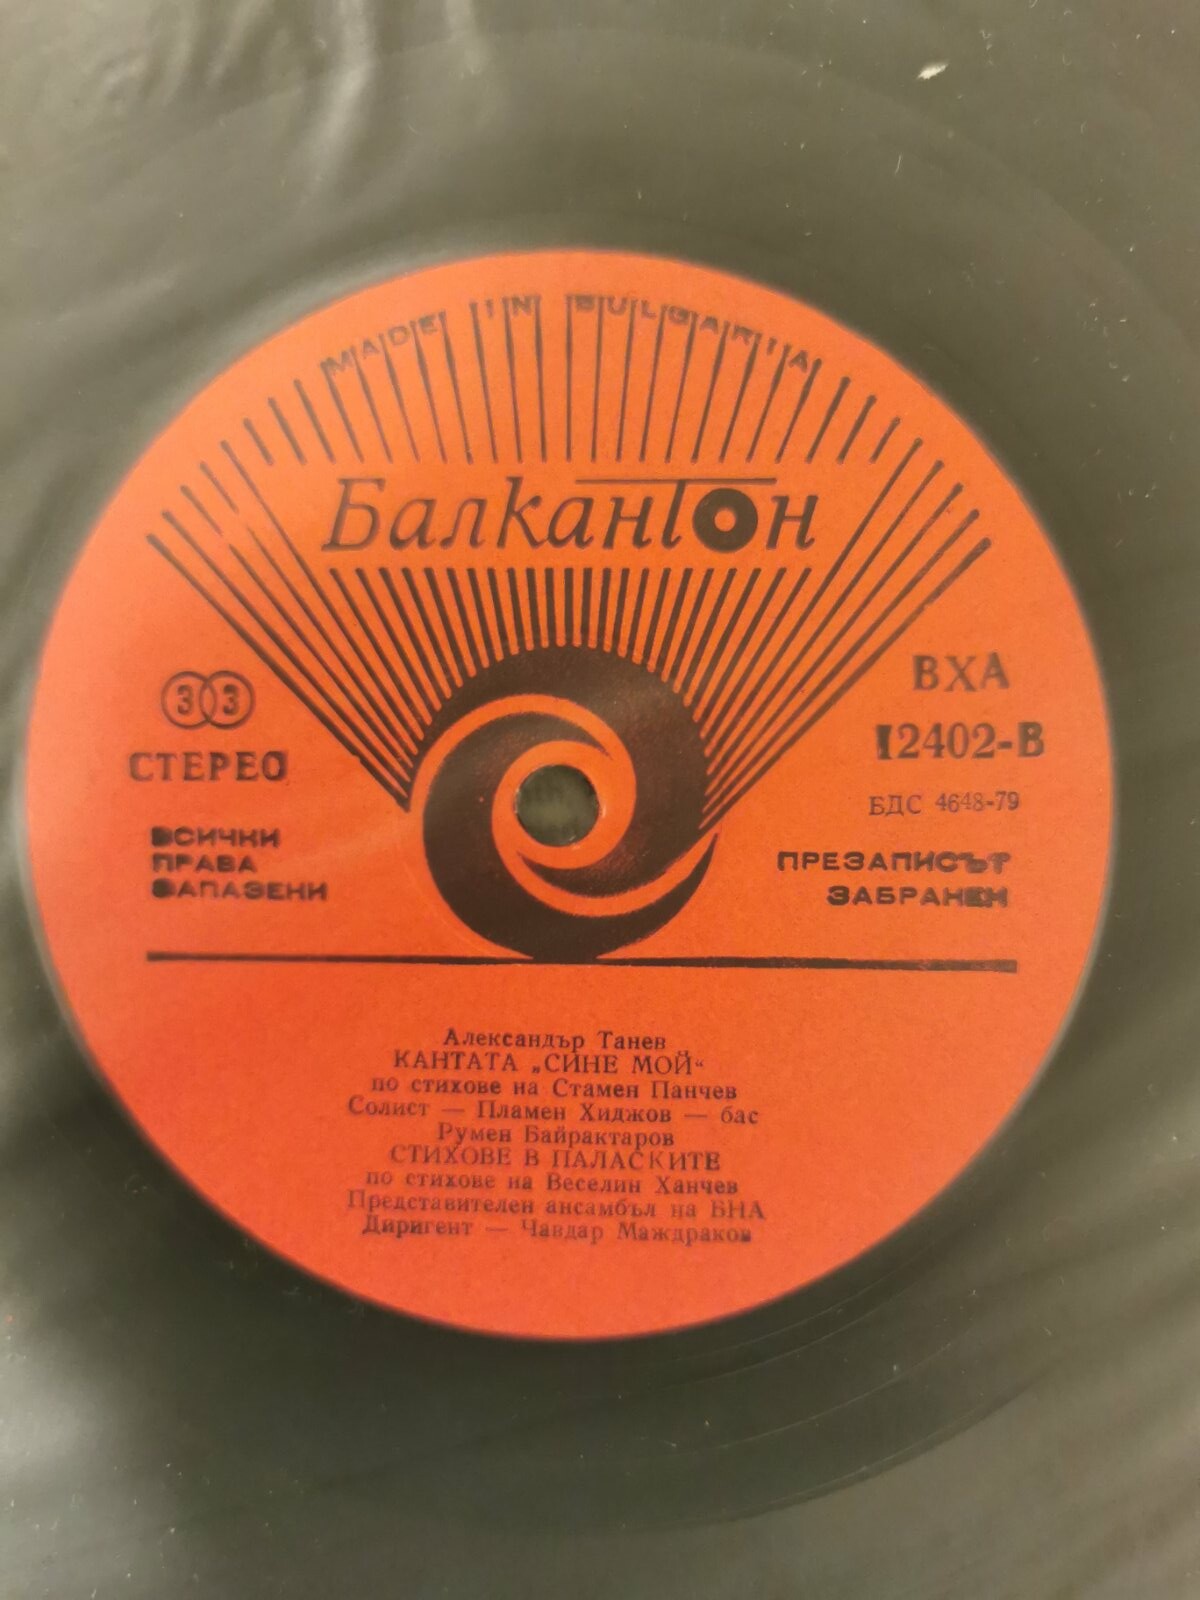 MADE IN BULGARIA
Балкантон
33
СТЕРЕО
ВСИЧКИ
ПРАВА
ЗАПАЗЕНИ
ВХА
12402-В
БДС 4648-79
ПРЕЗАПИСЪТ
ЗАБРАНЕН
Александър Танев
КАНТАТА „СИНЕ МОЙ“
по стихове на Стамен Панчев
Солист — Пламен Хиджов — бас
Румен Байрактаров
СТИХОВЕ В ПАЛАСКИТЕ
по стихове на Веселин Ханчев
Представителен ансамбъл на БНА
Диригент — Чавдар Маждраков